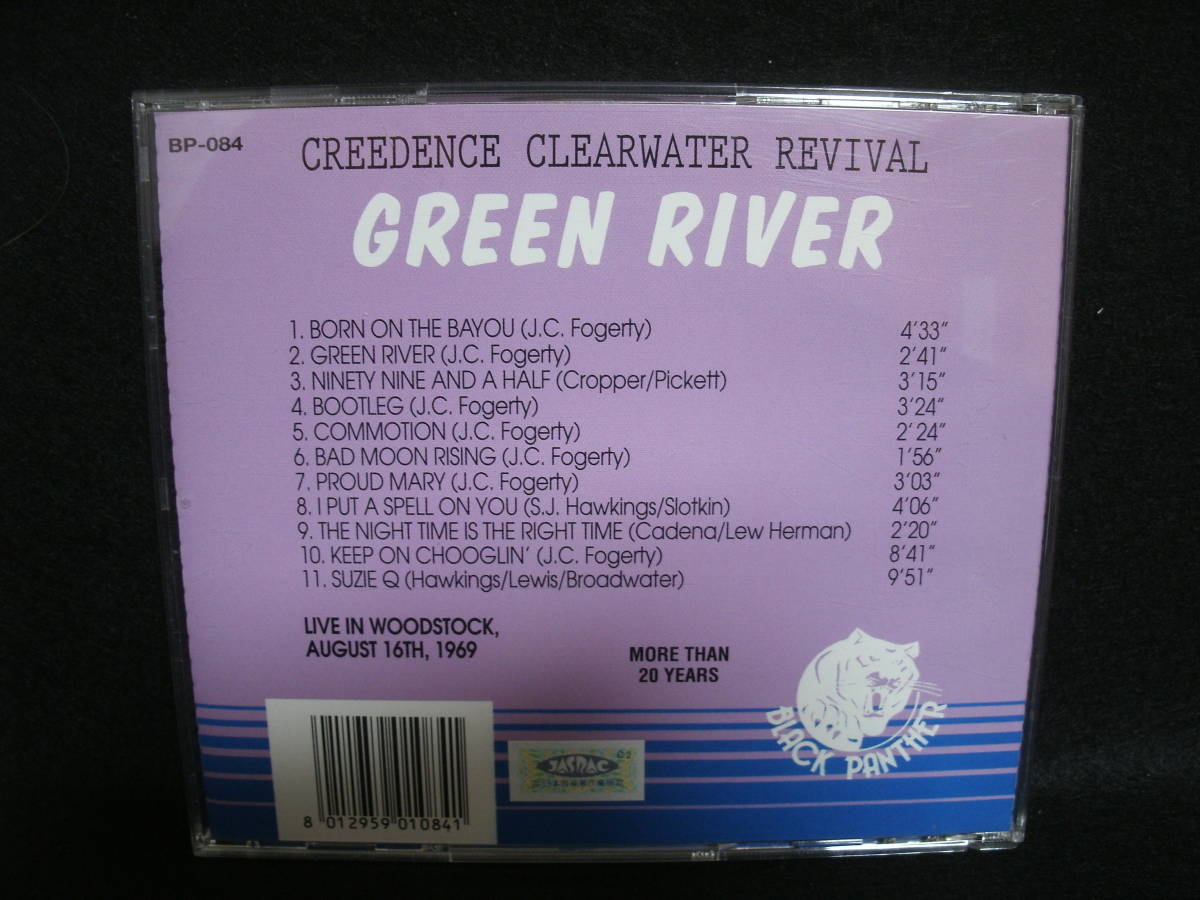 BP-084
CREEDENCE CLEARWATER REVIVAL
GREEN RIVER
1. BORN ON THE BAYOU (J.C. Fogerty) 4'33"
2. GREEN RIVER (J.C. Fogerty) 2'41"
3. NINETY NINE AND A HALF (Cropper/Pickett) 3'15"
4. BOOTLEG (J.C. Fogerty) 3'24"
5. COMMOTION (J.C. Fogerty) 2'24"
6. BAD MOON RISING (J.C. Fogerty) 1'56"
7. PROUD MARY (J.C. Fogerty) 3'03"
8. I PUT A SPELL ON YOU (S.J. Hawkings/Slotkin) 4'06"
9. THE NIGHT TIME IS THE RIGHT TIME (Cadena/Lew Herman) 2'20"
10. KEEP ON CHOOGLIN' (J.C. Fogerty) 8'41"
11. SUZIE Q (Hawkings/Lewis/Broadwater) 9'51"
LIVE IN WOODSTOCK,
AUGUST 16TH, 1969
MORE THAN
20 YEARS
BLACK PANTHER
JASRAC
8 012959 010841